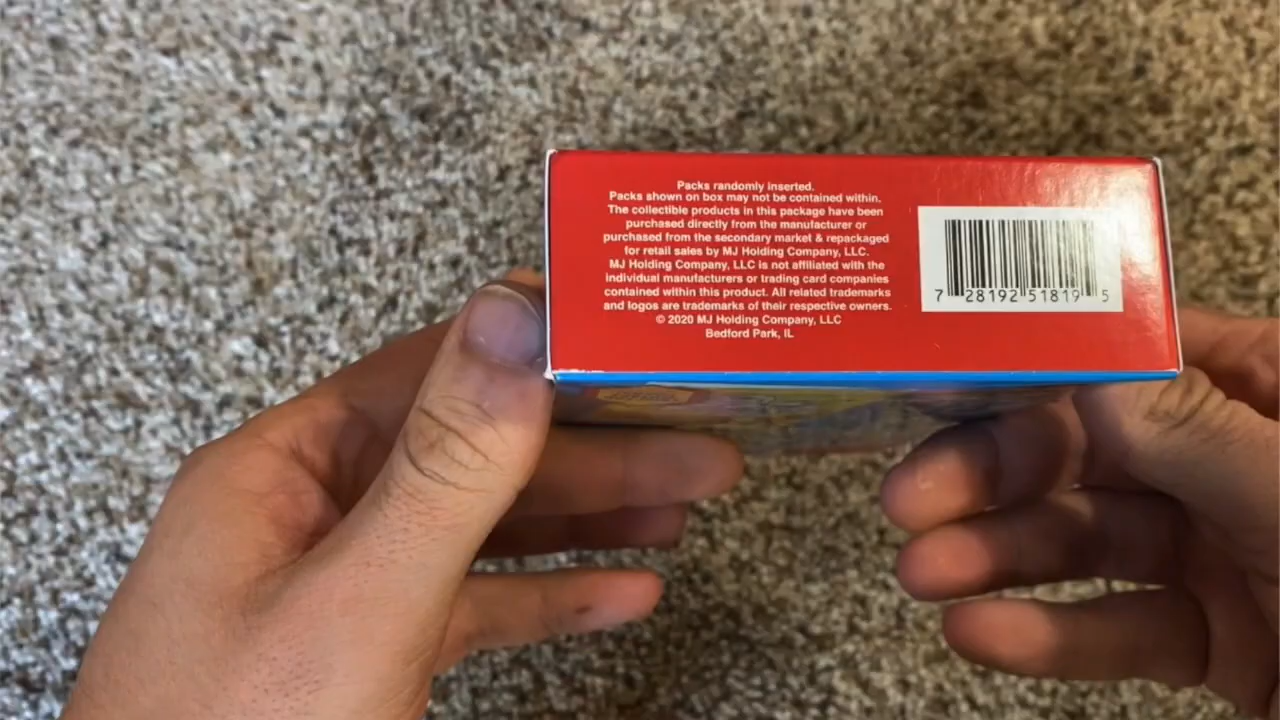 Packs randomly inserted.
Packs shown on box may not be contained within.
The collectible products in this package have been
purchased directly from the manufacturer or
purchased from the secondary market & repackaged
for retail sales by MJ Holding Company, LLC.
MJ Holding Company, LLC is not affiliated with the
individual manufacturers or trading card companies
contained within this product. All related trademarks
and logos are trademarks of their respective owners.
© 2020 MJ Holding Company, LLC
Bedford Park, IL
7 28192 51819 5